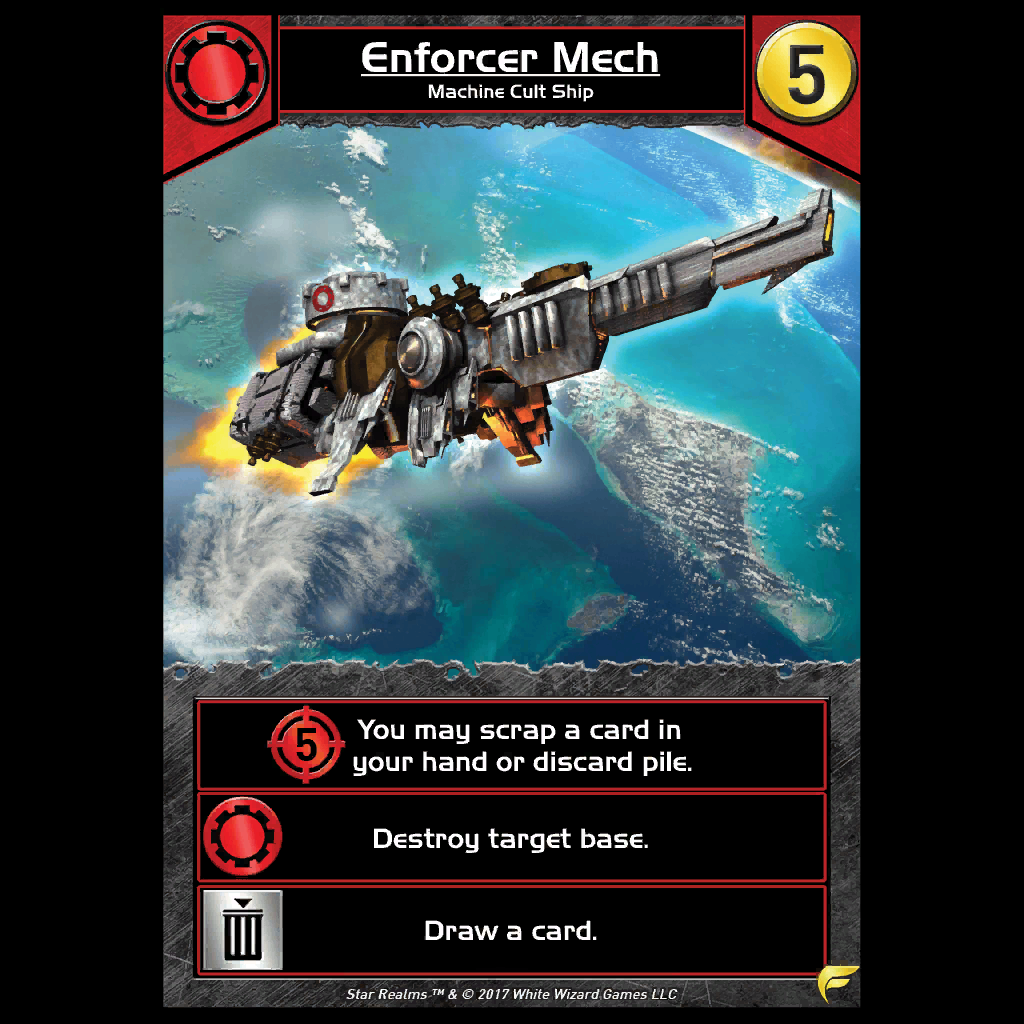 Enforcer Mech
Machine Cult Ship
5
5
You may scrap a card in
your hand or discard pile.
Destroy target base.
Draw a card.
Star Realms ™ & © 2017 White Wizard Games LLC